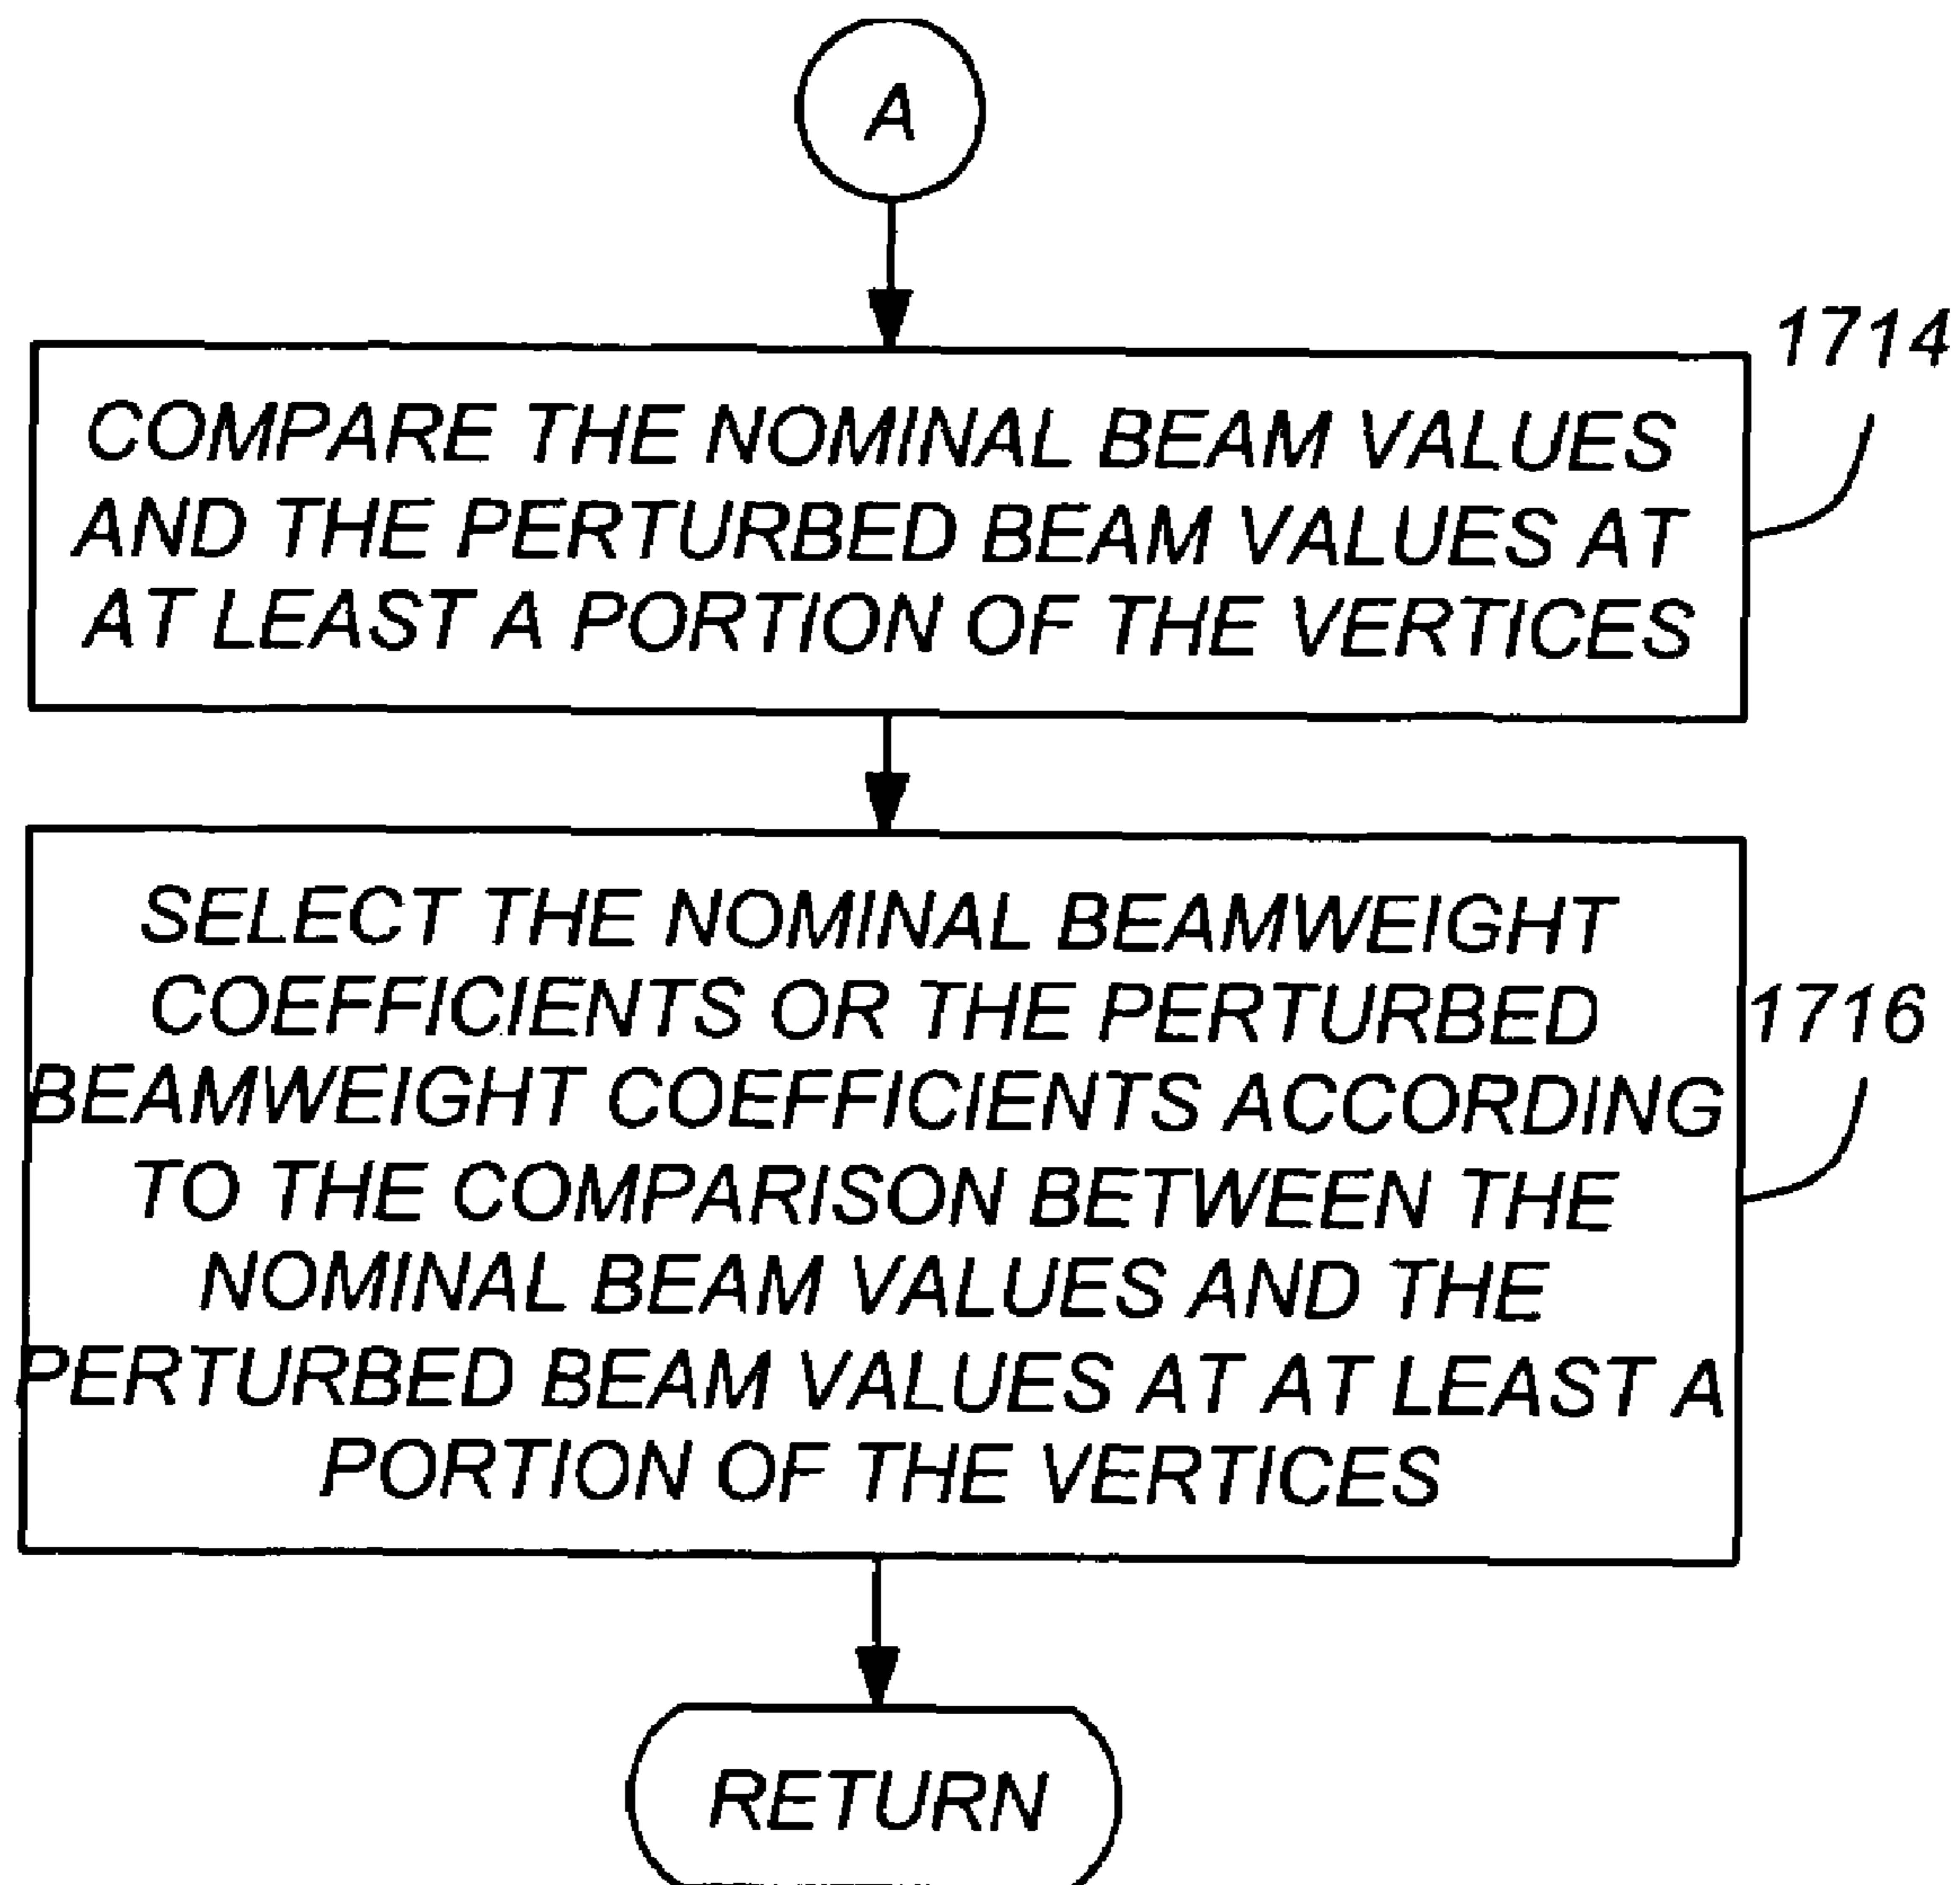 A
1714
COMPARE THE NOMINAL BEAM VALUES
AND THE PERTURBED BEAM VALUES AT
AT LEAST A PORTION OF THE VERTICES
SELECT THE NOMINAL BEAMWEIGHT
COEFFICIENTS OR THE PERTURBED
1716
BEAMWEIGHT COEFFICIENTS ACCORDING
TO THE COMPARISON BETWEEN THE
NOMINAL BEAM VALUES AND THE
PERTURBED BEAM VALUES AT AT LEAST A
PORTION OF THE VERTICES
RETURN